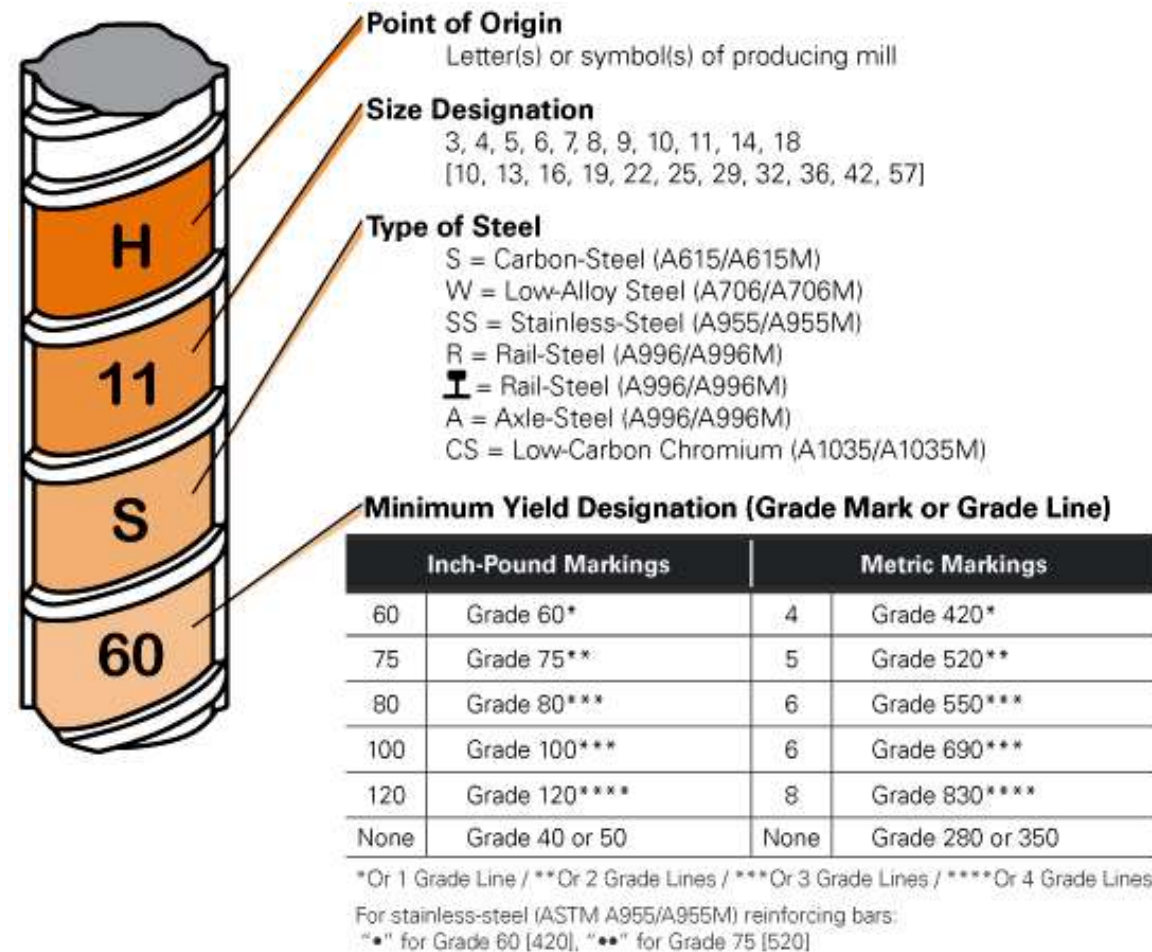 Point of Origin
Letter(s) or symbol(s) of producing mill
Size Designation
3, 4, 5, 6, 7, 8, 9, 10, 11, 14, 18
[10, 13, 16, 19, 22, 25, 29, 32, 36, 42, 57]
Type of Steel
S = Carbon-Steel (A615/A615M)
W = Low-Alloy Steel (A706/A706M)
SS = Stainless-Steel (A955/A955M)
R = Rail-Steel (A996/A996M)
= Rail-Steel (A996/A996M)
A = Axle-Steel (A996/A996M)
CS = Low-Carbon Chromium (A1035/A1035M)
H
11
S
60
Minimum Yield Designation (Grade Mark or Grade Line)
Inch-Pound Markings Metric Markings
60 Grade 60* 4 Grade 420*
75 Grade 75** 5 Grade 520**
80 Grade 80*** 6 Grade 550***
100 Grade 100*** 6 Grade 690***
120 Grade 120**** 8 Grade 830****
None Grade 40 or 50 None Grade 280 or 350
*Or 1 Grade Line / **Or 2 Grade Lines / ***Or 3 Grade Lines / ****Or 4 Grade Lines
For stainless-steel (ASTM A955/A955M) reinforcing bars:
"•" for Grade 60 [420], "••" for Grade 75 [520]